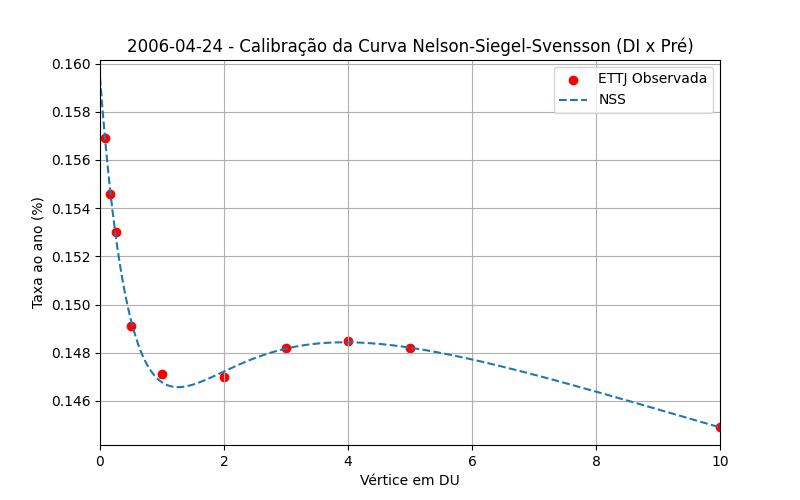 2006-04-24 - Calibração da Curva Nelson-Siegel-Svensson (DI x Pré)
0.160
0.158
0.156
0.154
0.152
0.150
0.148
0.146
Taxa ao ano (%)
ETTJ Observada
NSS
0 2 4 6 8 10
Vértice em DU